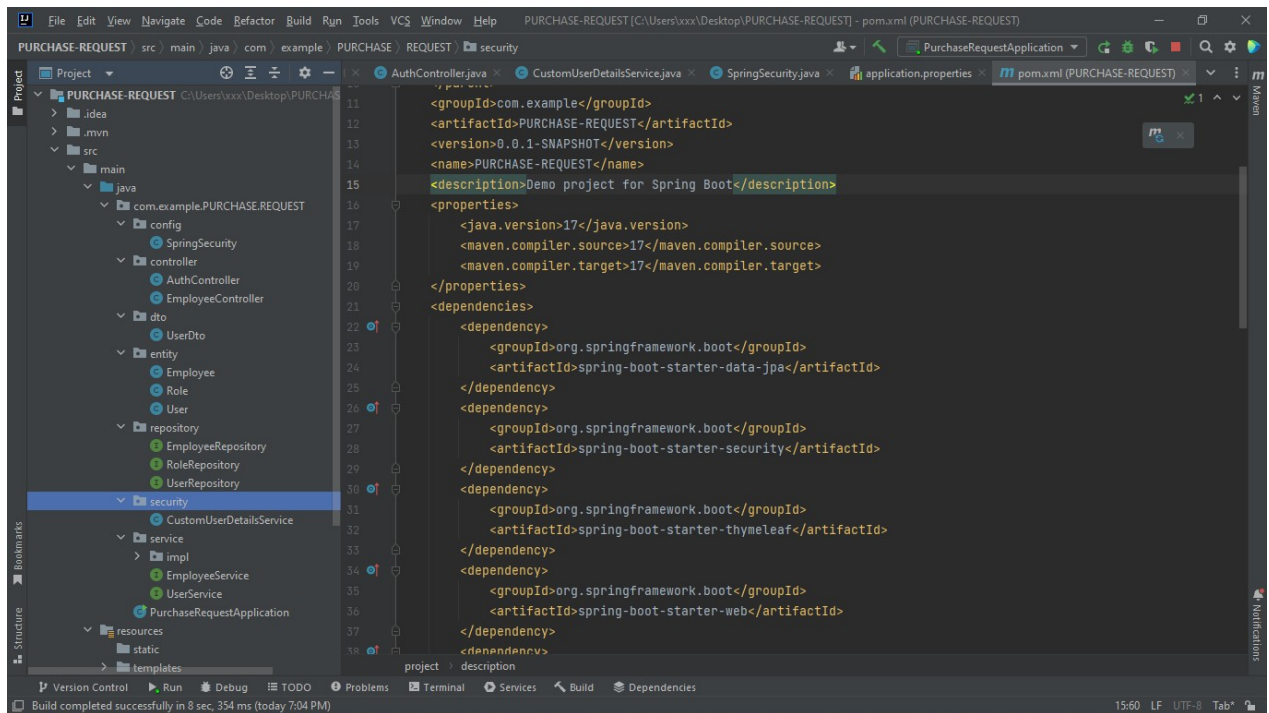 File Edit View Navigate Code Refactor Build Run Tools VCS Window Help PURCHASE-REQUEST [C:\Users\xxx\Desktop\PURCHASE-REQUEST] - pom.xml (PURCHASE-REQUEST)
PURCHASE-REQUEST src main java com example PURCHASE REQUEST security PurchaseRequestApplication
Project
AuthController.java CustomUserDetailsService.java SpringSecurity.java application.properties pom.xml (PURCHASE-REQUEST)
Project
Maven
PURCHASE-REQUEST C:\Users\xxx\Desktop\PURCHAS
.idea
.mvn
src
main
java
com.example.PURCHASE.REQUEST
config
SpringSecurity
controller
AuthController
EmployeeController
dto
UserDto
entity
Employee
Role
User
repository
EmployeeRepository
RoleRepository
UserRepository
security
CustomUserDetailsService
service
impl
EmployeeService
UserService
PurchaseRequestApplication
resources
static
templates
Bookmarks
Structure
1
11 <groupId>com.example</groupId>
12 <artifactId>PURCHASE-REQUEST</artifactId>
13 <version>0.0.1-SNAPSHOT</version>
14 <name>PURCHASE-REQUEST</name>
15 <description>Demo project for Spring Boot</description>
16 <properties>
17 <java.version>17</java.version>
18 <maven.compiler.source>17</maven.compiler.source>
19 <maven.compiler.target>17</maven.compiler.target>
20 </properties>
21 <dependencies>
22 <dependency>
23 <groupId>org.springframework.boot</groupId>
24 <artifactId>spring-boot-starter-data-jpa</artifactId>
25 </dependency>
26 <dependency>
27 <groupId>org.springframework.boot</groupId>
28 <artifactId>spring-boot-starter-security</artifactId>
29 </dependency>
30 <dependency>
31 <groupId>org.springframework.boot</groupId>
32 <artifactId>spring-boot-starter-thymeleaf</artifactId>
33 </dependency>
34 <dependency>
35 <groupId>org.springframework.boot</groupId>
36 <artifactId>spring-boot-starter-web</artifactId>
37 </dependency>
38 <dependency>
project description
Notifications
Version Control Run Debug TODO Problems Terminal Services Build Dependencies
Build completed successfully in 8 sec, 354 ms (today 7:04 PM) 15:60 LF UTF-8 Tab*